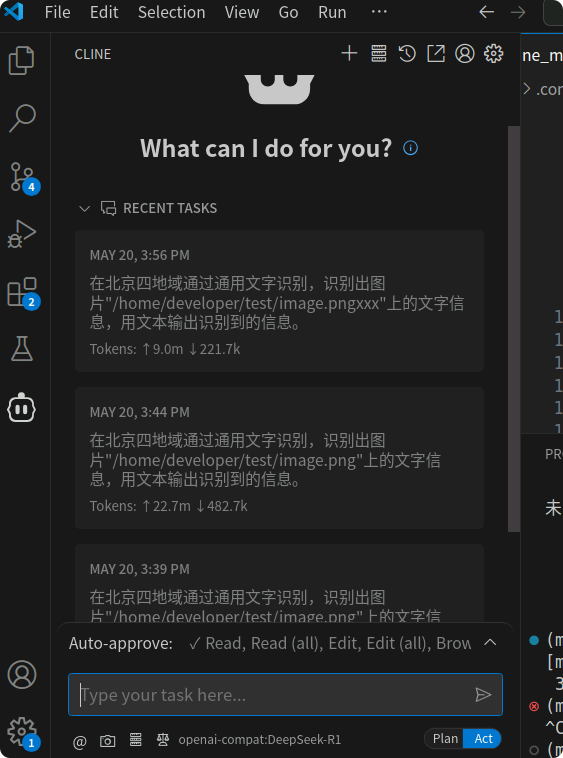 File Edit Selection View Go Run ···
CLINE
ne_m
.con
What can I do for you?
RECENT TASKS
MAY 20, 3:56 PM
在北京四地域通过通用文字识别，识别出图
片"/home/developer/test/image.pngxxx"上的文字信
息，用文本输出识别到的信息。
Tokens: ↑9.0m ↓221.7k
MAY 20, 3:44 PM
在北京四地域通过通用文字识别，识别出图
片"/home/developer/test/image.png"上的文字信
息，用文本输出识别到的信息。
Tokens: ↑22.7m ↓482.7k
MAY 20, 3:39 PM
在北京四地域通过通用文字识别，识别出图
片"/home/developer/test/image.png"上的文字信
4
2
1
1
1
1
1
1
PRO
未
Auto-approve: ✓ Read, Read (all), Edit, Edit (all), Brow
Type your task here...
@ openai-compat:DeepSeek-R1 Plan Act
1
(m
[m
3
(m
^C
(m